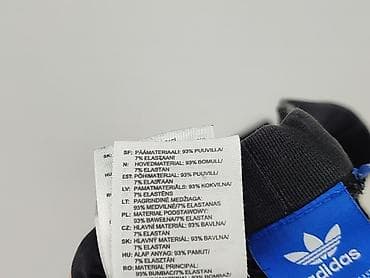 SF: PÄÄMATERIAALI: 93% PUUVILLA/
7% ELASTAANI
N: HOVEDMATERIAL: 93% BOMULL/
7% ELASTAN
EST: PÕHIMATERJAL: 93% PUUVILL/
7% ELASTAAN
LV: PAMATMATERIĀLS: 93% KOKVILNA/
7% ELASTĀNS
LT: PAGRINDINĖ MEDŽIAGA:
93% MEDVILNĖ/7% ELASTANAS
PL: MATERIAŁ PODSTAWOWY:
93% BAWEŁNA/7% ELASTAN
CZ: HLAVNÍ MATERIÁL: 93% BAVLNA/
7% ELASTAN
SK: HLAVNÝ MATERIÁL: 93% BAVLNA/
7% ELASTAN
HU: ALAP ANYAG: 93% PAMUT/
7% ELASZTÁN
RO: MATERIAL PRINCIPAL:
93% BUMBAC/7% ELASTAN
adidas